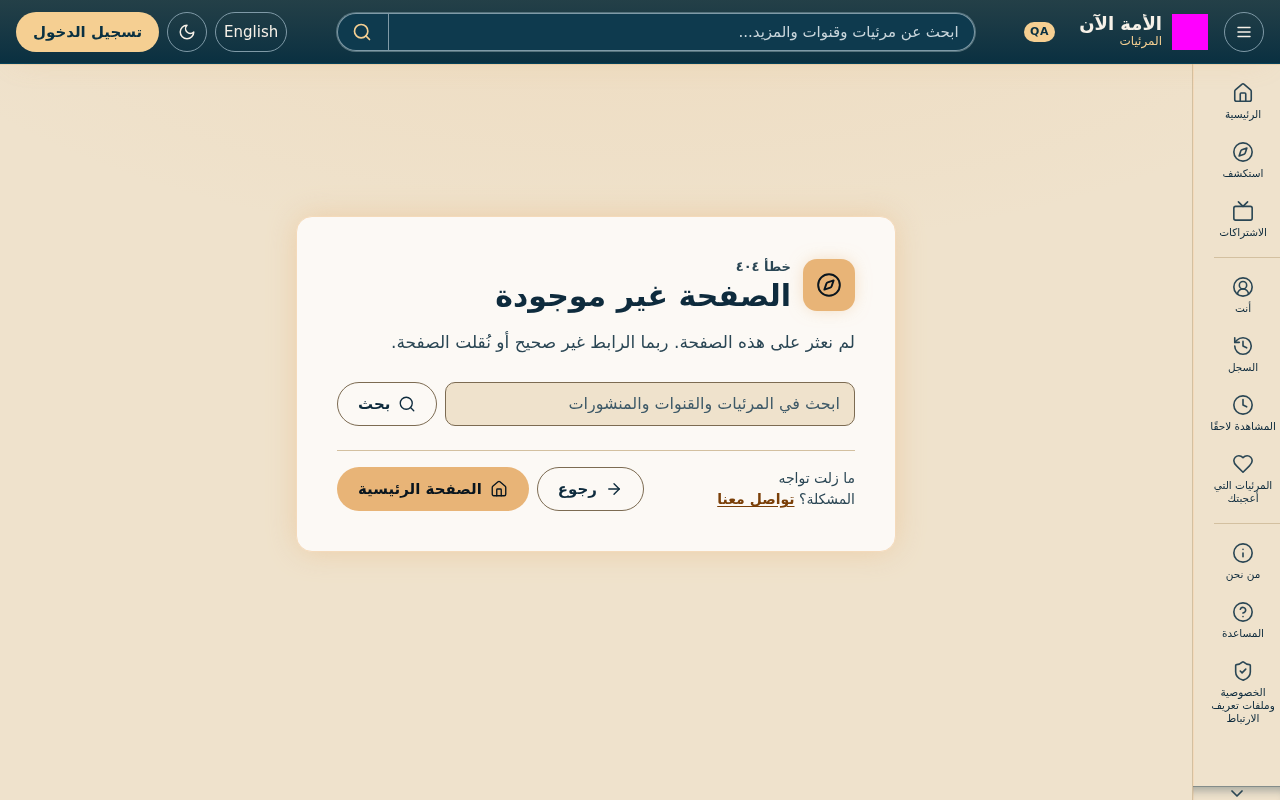 الأمة الآن
المرئيات
QA
ابحث عن مرئيات وقنوات والمزيد...
English
تسجيل الدخول
الرئيسية
استكشف
الاشتراكات
أنت
السجل
المشاهدة لاحقًا
المرئيات التي
أعجبتك
من نحن
المساعدة
الخصوصية
وملفات تعريف
الارتباط
خطأ ٤٠٤
الصفحة غير موجودة
لم نعثر على هذه الصفحة. ربما الرابط غير صحيح أو نُقلت الصفحة.
ابحث في المرئيات والقنوات والمنشورات
بحث
ما زلت تواجه
المشكلة؟ تواصل معنا
رجوع
الصفحة الرئيسية